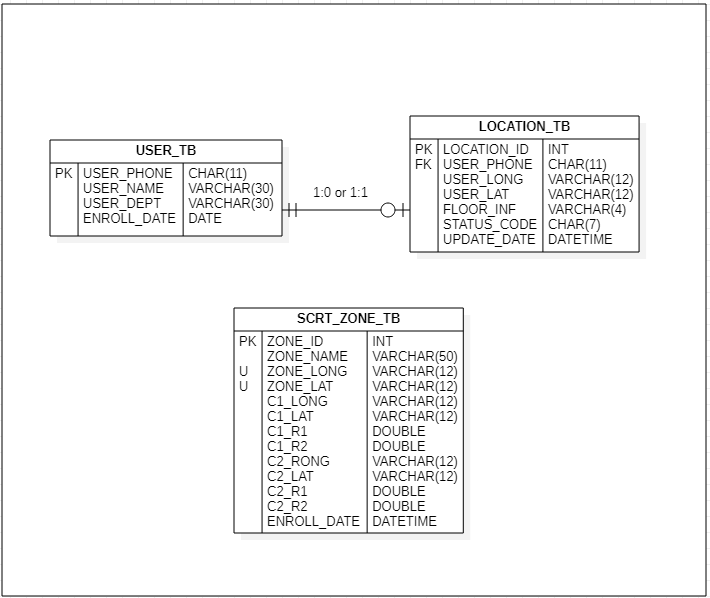 USER_TB
PK USER_PHONE CHAR(11)
USER_NAME VARCHAR(30)
USER_DEPT VARCHAR(30)
ENROLL_DATE DATE
1:0 or 1:1
LOCATION_TB
PK LOCATION_ID INT
FK USER_PHONE CHAR(11)
USER_LONG VARCHAR(12)
USER_LAT VARCHAR(12)
FLOOR_INF VARCHAR(4)
STATUS_CODE CHAR(7)
UPDATE_DATE DATETIME
SCRT_ZONE_TB
PK ZONE_ID INT
ZONE_NAME VARCHAR(50)
U ZONE_LONG VARCHAR(12)
U ZONE_LAT VARCHAR(12)
C1_LONG VARCHAR(12)
C1_LAT VARCHAR(12)
C1_R1 DOUBLE
C1_R2 DOUBLE
C2_RONG VARCHAR(12)
C2_LAT VARCHAR(12)
C2_R1 DOUBLE
C2_R2 DOUBLE
ENROLL_DATE DATETIME